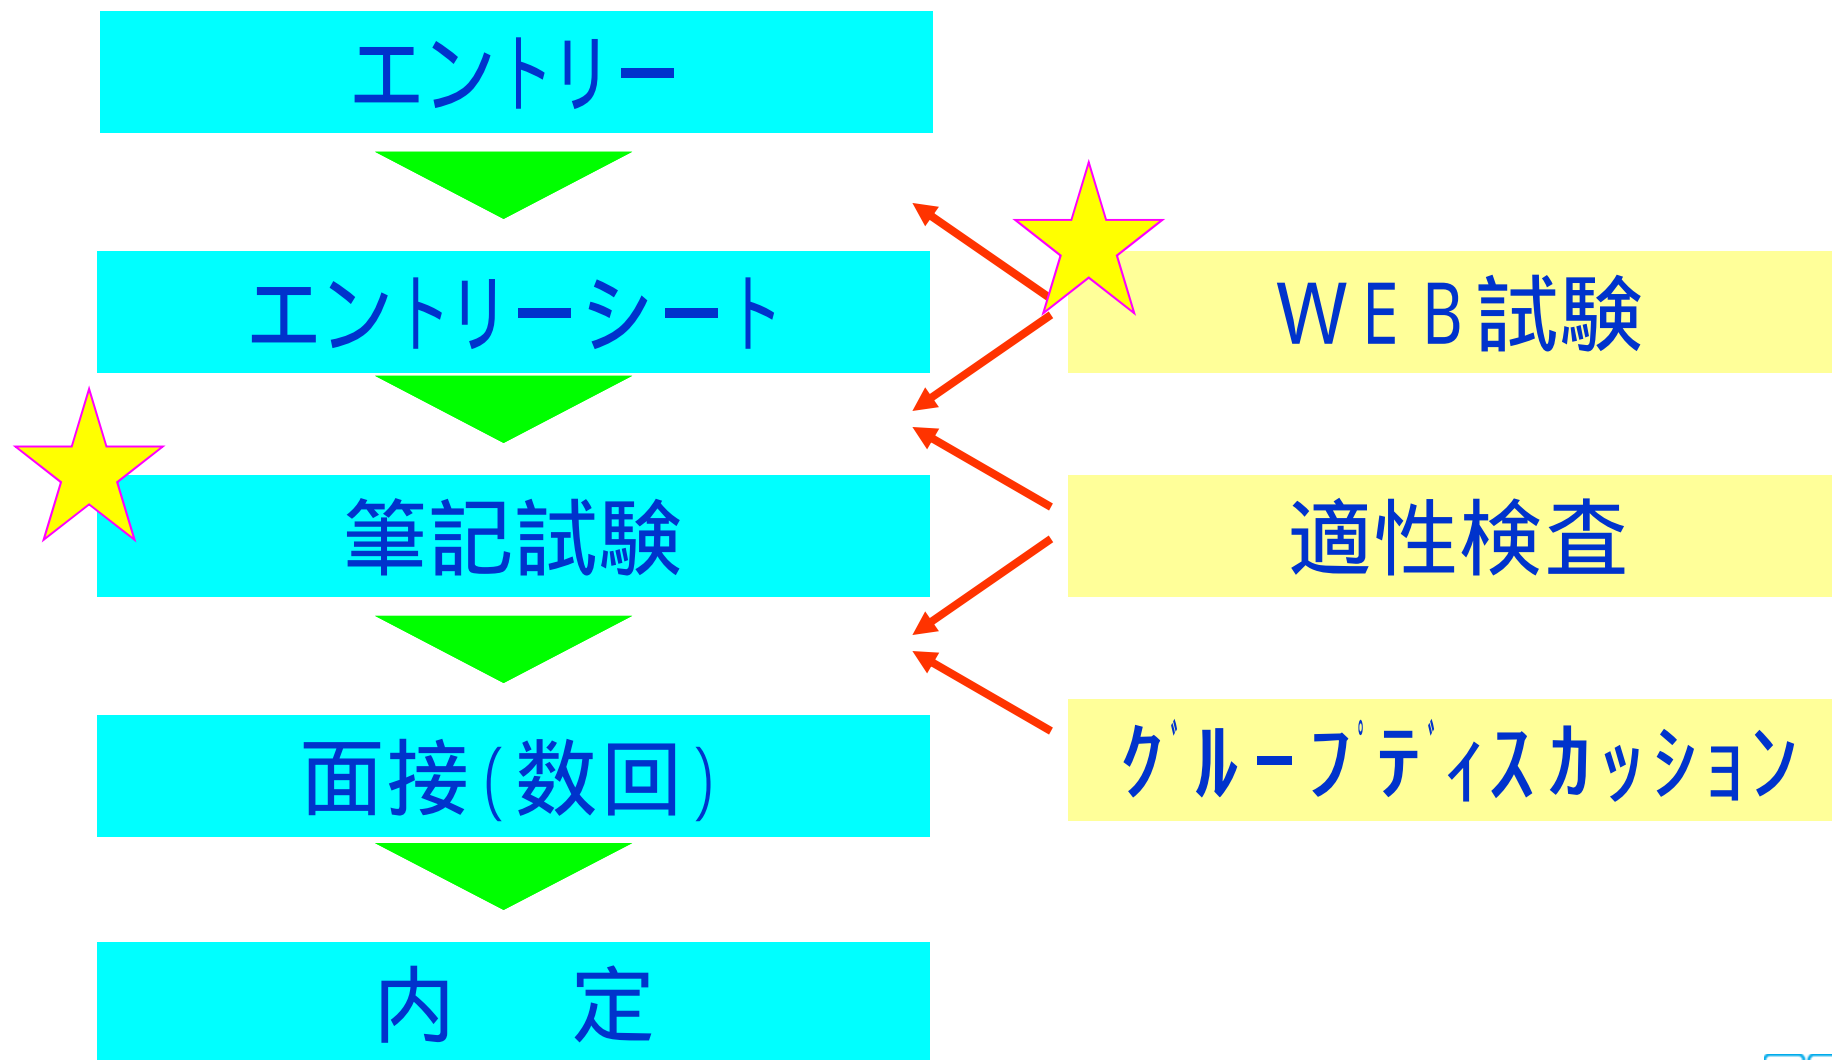 エントリー
エントリーシート
ＷＥＢ試験
筆記試験
適性検査
面接(数回)
ｸﾞﾙｰﾌﾟﾃﾞｨｽｶｯｼｮﾝ
内　定